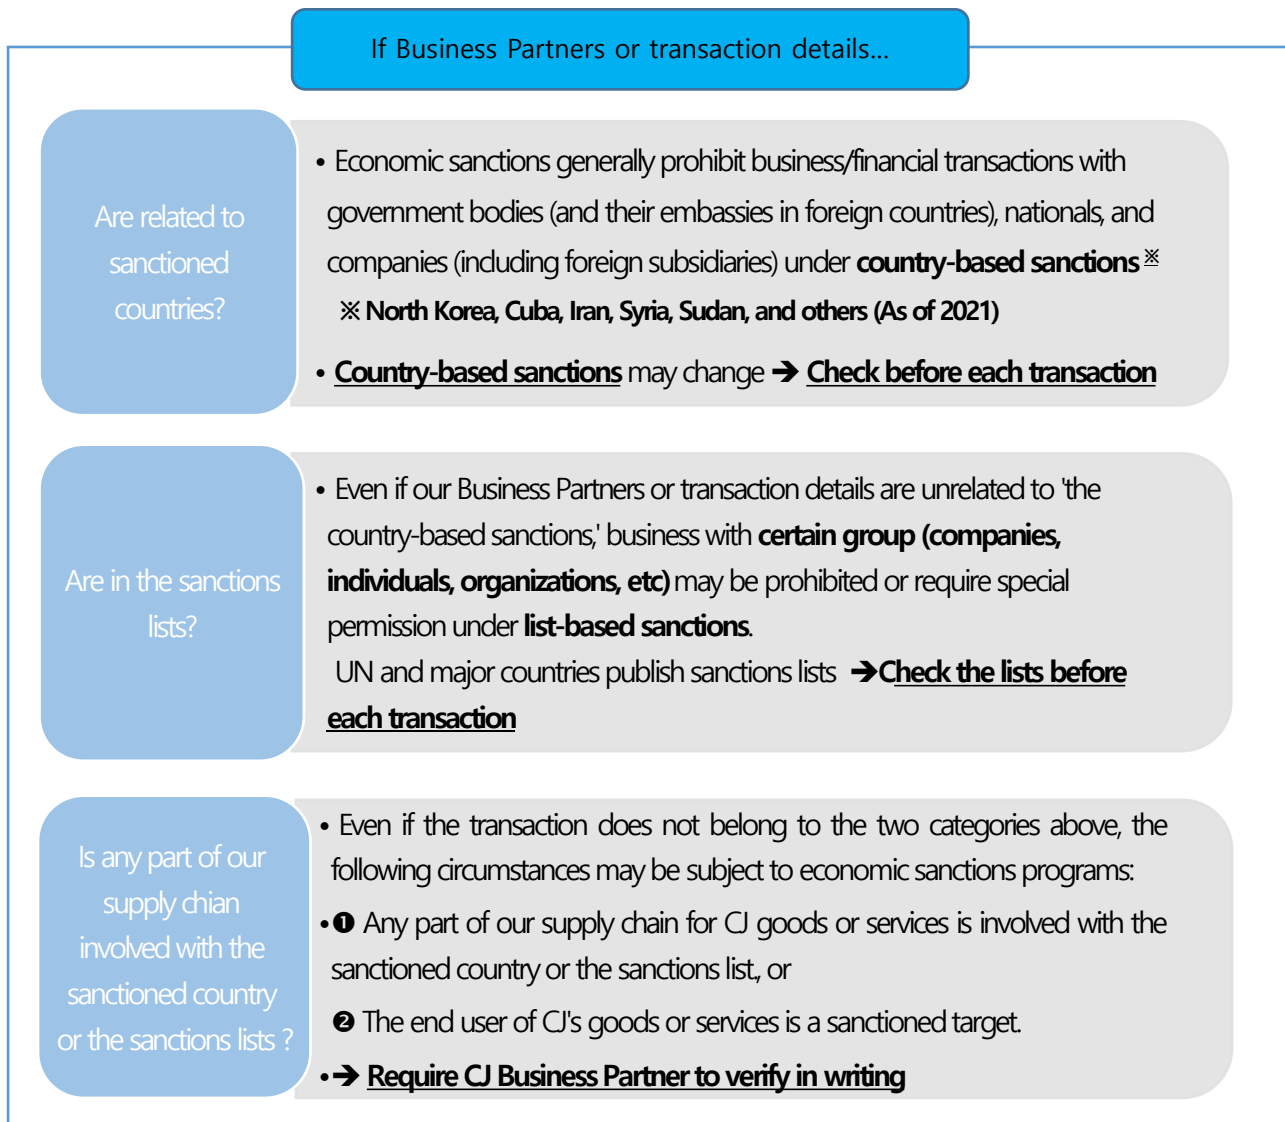 If Business Partners or transaction details...
Are related to
sanctioned
countries?
• Economic sanctions generally prohibit business/financial transactions with
government bodies (and their embassies in foreign countries), nationals, and
companies (including foreign subsidiaries) under country-based sanctions ※
※ North Korea, Cuba, Iran, Syria, Sudan, and others (As of 2021)
• Country-based sanctions may change ➔ Check before each transaction
Are in the sanctions
lists?
• Even if our Business Partners or transaction details are unrelated to 'the
country-based sanctions,' business with certain group (companies,
individuals, organizations, etc) may be prohibited or require special
permission under list-based sanctions.
UN and major countries publish sanctions lists ➔Check the lists before
each transaction
Is any part of our
supply chian
involved with the
sanctioned country
or the sanctions lists ?
• Even if the transaction does not belong to the two categories above, the
following circumstances may be subject to economic sanctions programs:
•❶ Any part of our supply chain for CJ goods or services is involved with the
sanctioned country or the sanctions list., or
❷ The end user of CJ's goods or services is a sanctioned target.
•➔ Require CJ Business Partner to verify in writing